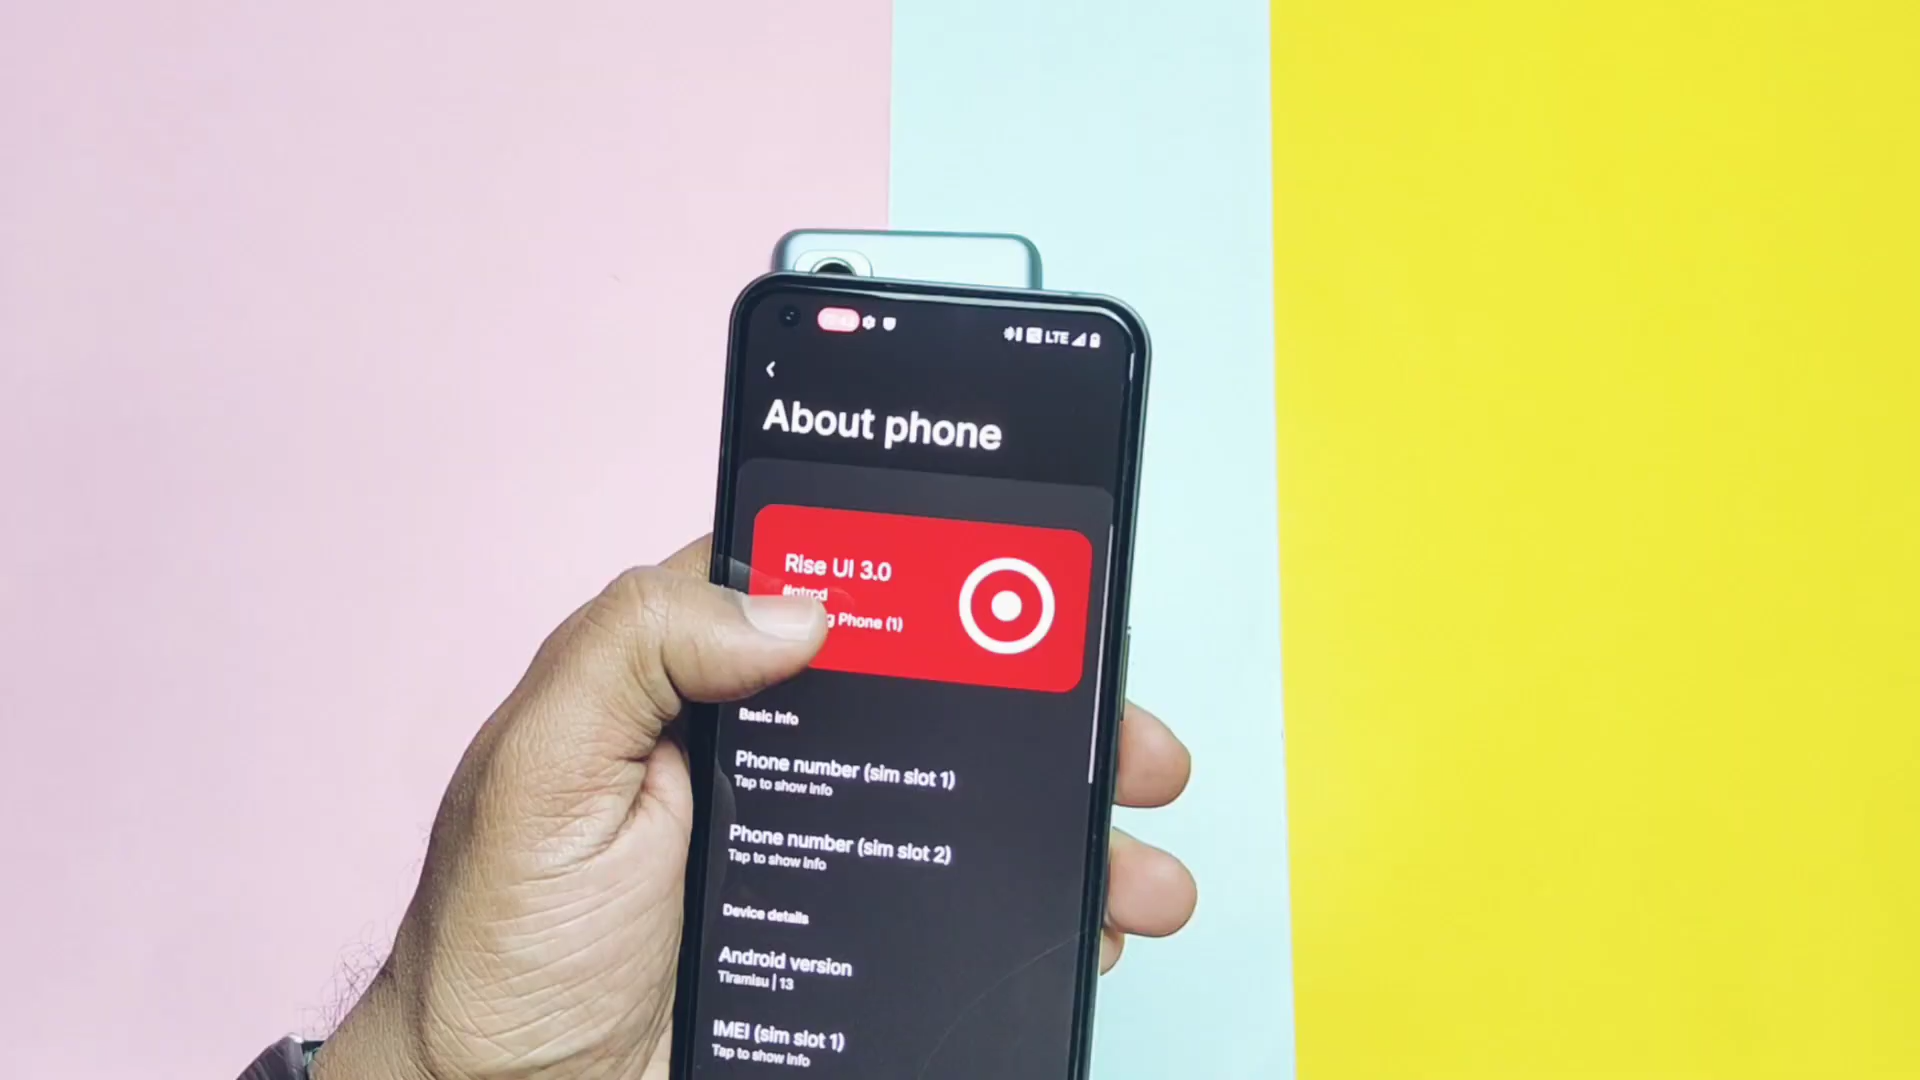 LTE
About phone
Rise UI 3.0
Phone (1)
Basic info
Phone number (sim slot 1)
Tap to show info
Phone number (sim slot 2)
Tap to show info
Device details
Android version
Tiramisu | 13
IMEI (sim slot 1)
Tap to show info